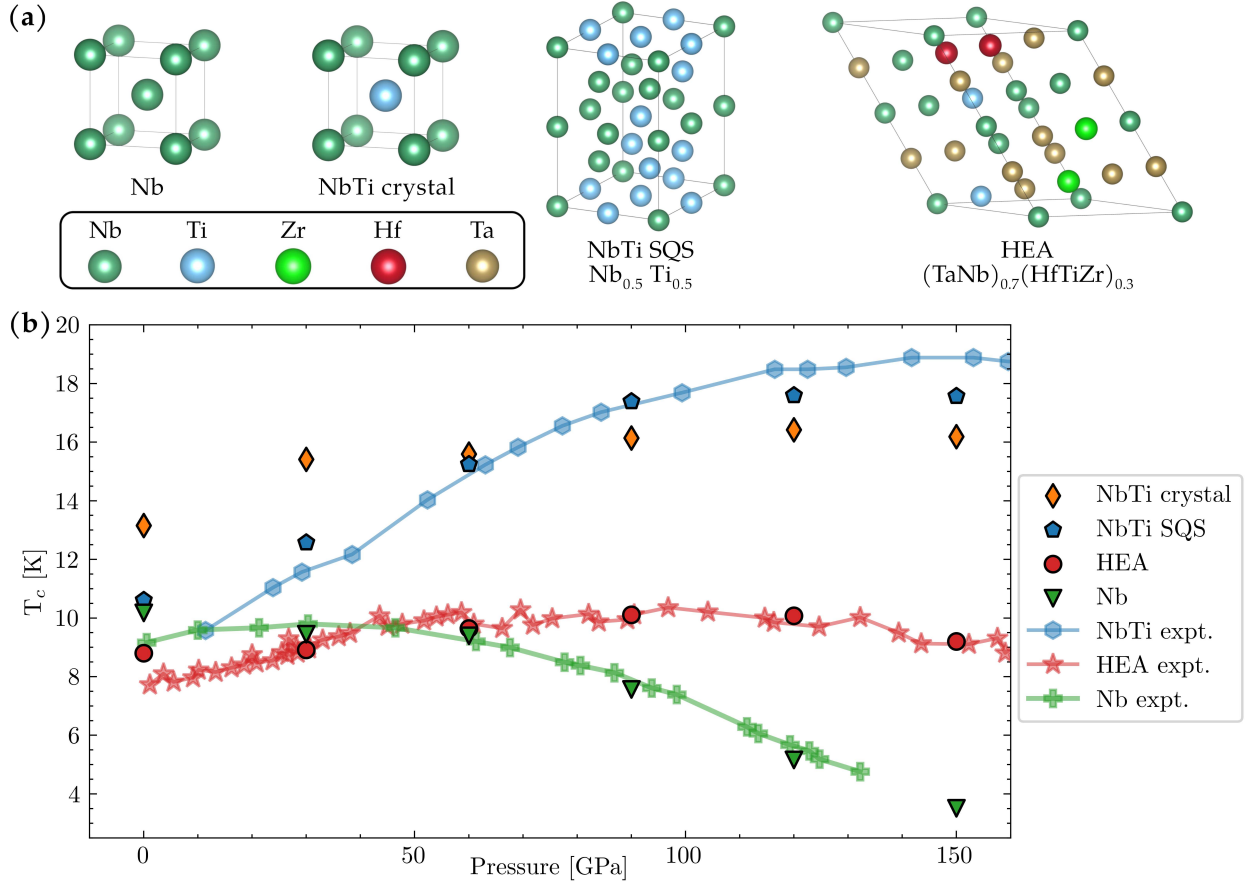 (a)
Nb
NbTi crystal
NbTi SQS
Nb0.5 Ti0.5
HEA
(TaNb)0.7(HfTiZr)0.3
Nb Ti Zr Hf Ta
(b)
20
18
16
14
12
10
8
6
4
Tc [K]
0 50 100 150
Pressure [GPa]
NbTi crystal
NbTi SQS
HEA
Nb
NbTi expt.
HEA expt.
Nb expt.